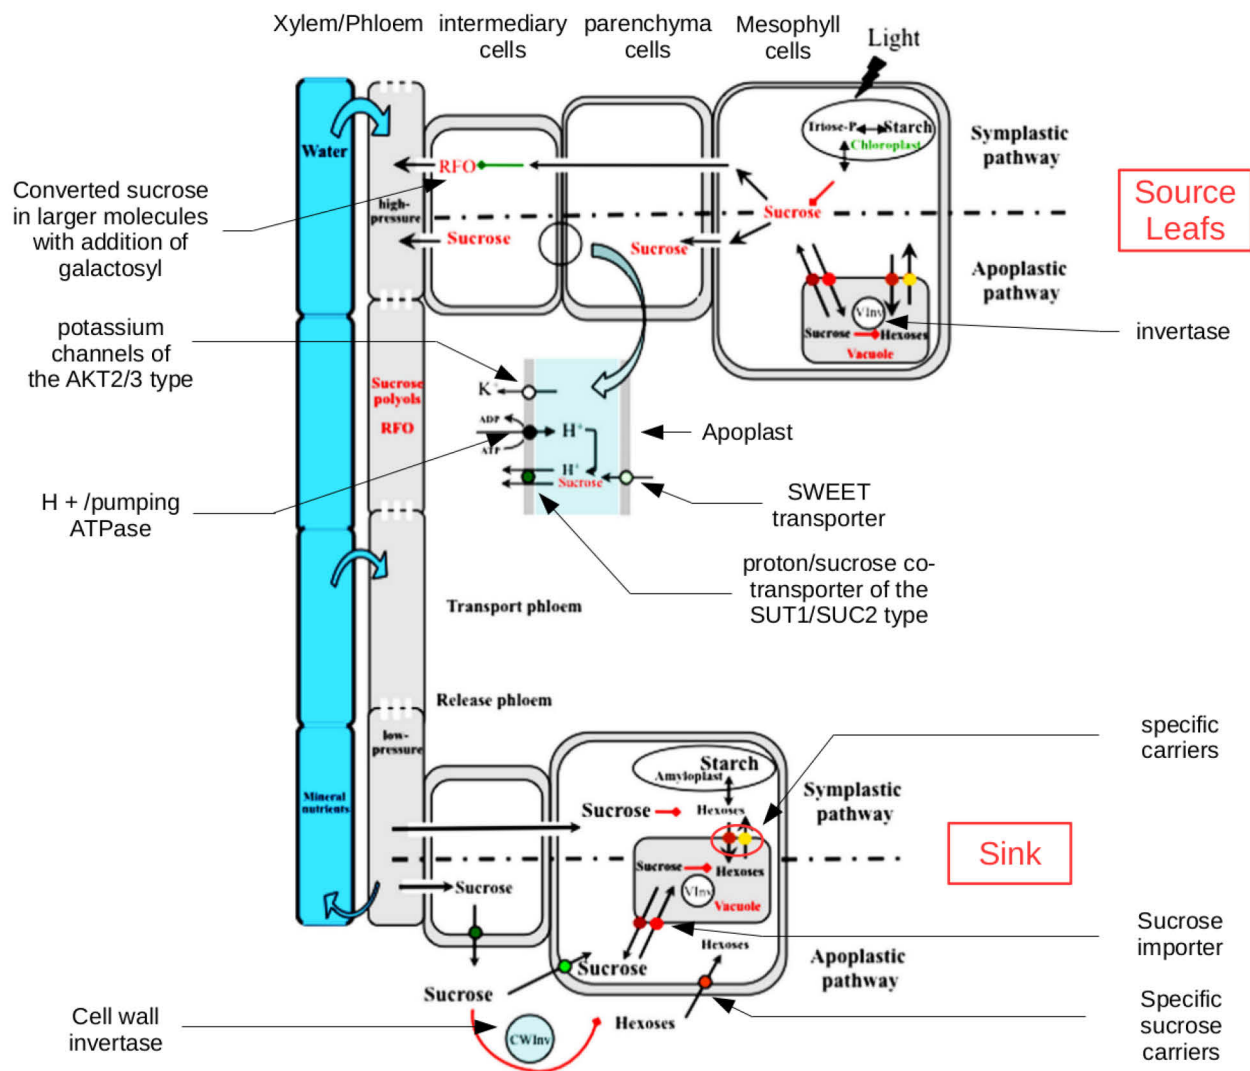 Xylem/Phloem
intermediary
cells
parenchyma
cells
Mesophyll
cells
Light
Triose-P
Starch
Chloroplast
Symplastic
pathway
Source
Leafs
Water
RFO
Converted sucrose
in larger molecules
with addition of
galactosyl
high-
pressure
Sucrose
Sucrose
Sucrose
Apoplastic
pathway
VInv
Sucrose
Hexoses
Vacuole
invertase
potassium
channels of
the AKT2/3 type
Sucrose
polyols
RFO
K+
ADP
ATP
H+
H+
Sucrose
Apoplast
H + /pumping
ATPase
SWEET
transporter
proton/sucrose co-
transporter of the
SUT1/SUC2 type
Transport phloem
Release phloem
low-
pressure
Mineral
nutrients
specific
carriers
Starch
Amyloplast
Sucrose
Hexoses
Symplastic
pathway
Sink
Sucrose
Hexoses
VInv
Vacuole
Sucrose
Hexoses
Sucrose
Apoplastic
pathway
Sucrose
importer
Sucrose
Hexoses
CWInv
Cell wall
invertase
Specific
sucrose
carriers